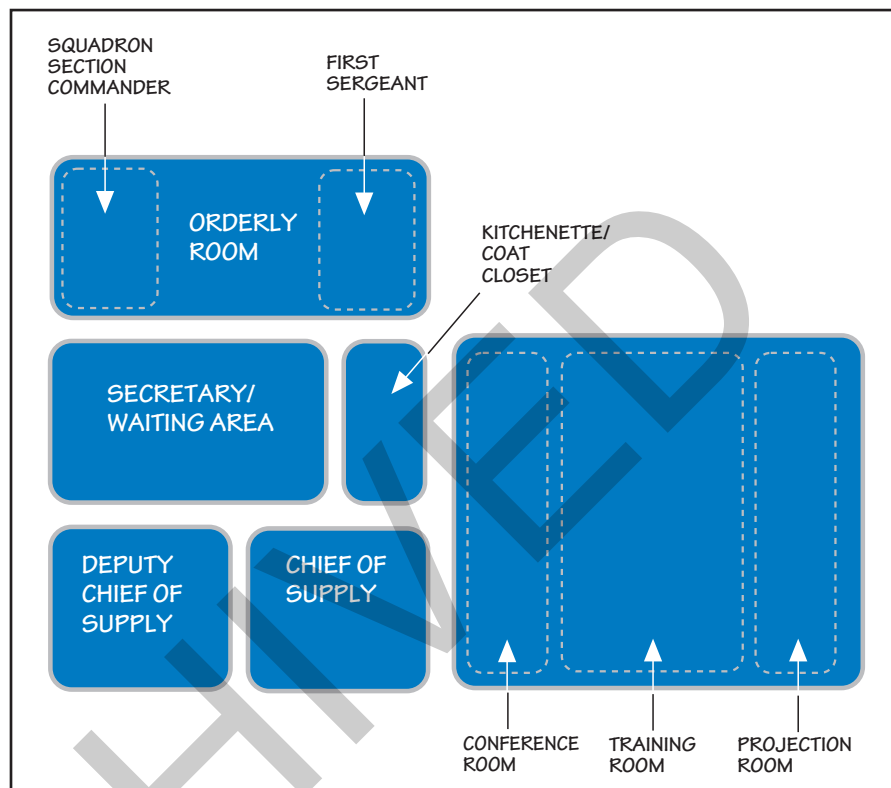 SQUADRON
SECTION
COMMANDER
FIRST
SERGEANT
ORDERLY
ROOM
KITCHENETTE/
COAT
CLOSET
SECRETARY/
WAITING AREA
DEPUTY
CHIEF OF
SUPPLY
CHIEF OF
SUPPLY
CONFERENCE
ROOM
TRAINING
ROOM
PROJECTION
ROOM
HIVED